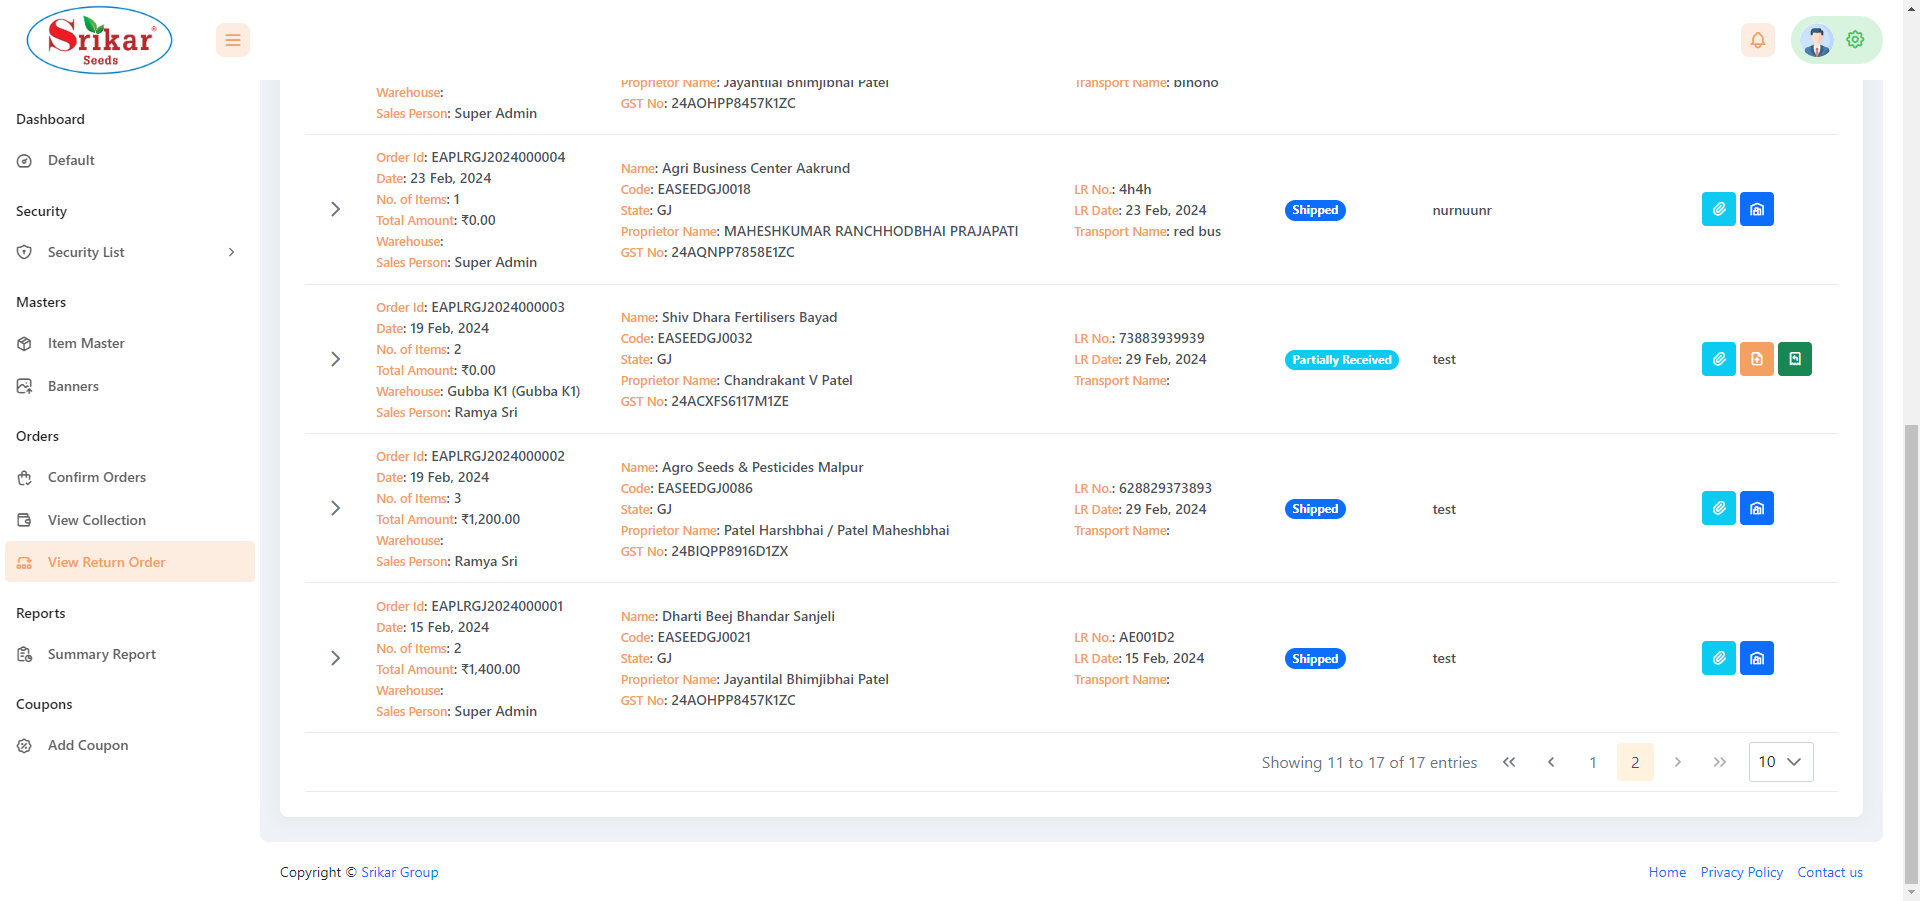 Srikar
Seeds
Dashboard
Default
Security
Security List
Masters
Item Master
Banners
Orders
Confirm Orders
View Collection
View Return Order
Reports
Summary Report
Coupons
Add Coupon
Warehouse:
Sales Person: Super Admin
Proprietor Name: Jayantilal Bhimjibhai Patel
GST No: 24AOHPP8457K1ZC
Transport Name: binono
Order Id: EAPLRGJ2024000004
Date: 23 Feb, 2024
No. of Items: 1
Total Amount: ₹0.00
Warehouse:
Sales Person: Super Admin
Name: Agri Business Center Aakrund
Code: EASEEDGJ0018
State: GJ
Proprietor Name: MAHESHKUMAR RANCHHODBHAI PRAJAPATI
GST No: 24AQNPP7858E1ZC
LR No.: 4h4h
LR Date: 23 Feb, 2024
Transport Name: red bus
Shipped
nurnuunr
Order Id: EAPLRGJ2024000003
Date: 19 Feb, 2024
No. of Items: 2
Total Amount: ₹0.00
Warehouse: Gubba K1 (Gubba K1)
Sales Person: Ramya Sri
Name: Shiv Dhara Fertilisers Bayad
Code: EASEEDGJ0032
State: GJ
Proprietor Name: Chandrakant V Patel
GST No: 24ACXFS6117M1ZE
LR No.: 73883939939
LR Date: 29 Feb, 2024
Transport Name:
Partially Received
test
Order Id: EAPLRGJ2024000002
Date: 19 Feb, 2024
No. of Items: 3
Total Amount: ₹1,200.00
Warehouse:
Sales Person: Ramya Sri
Name: Agro Seeds & Pesticides Malpur
Code: EASEEDGJ0086
State: GJ
Proprietor Name: Patel Harshbhai / Patel Maheshbhai
GST No: 24BIQPP8916D1ZX
LR No.: 628829373893
LR Date: 29 Feb, 2024
Transport Name:
Shipped
test
Order Id: EAPLRGJ2024000001
Date: 15 Feb, 2024
No. of Items: 2
Total Amount: ₹1,400.00
Warehouse:
Sales Person: Super Admin
Name: Dharti Beej Bhandar Sanjeli
Code: EASEEDGJ0021
State: GJ
Proprietor Name: Jayantilal Bhimjibhai Patel
GST No: 24AOHPP8457K1ZC
LR No.: AE001D2
LR Date: 15 Feb, 2024
Transport Name:
Shipped
test
Showing 11 to 17 of 17 entries « ‹ 1 2 › » 10
Copyright © Srikar Group
Home Privacy Policy Contact us